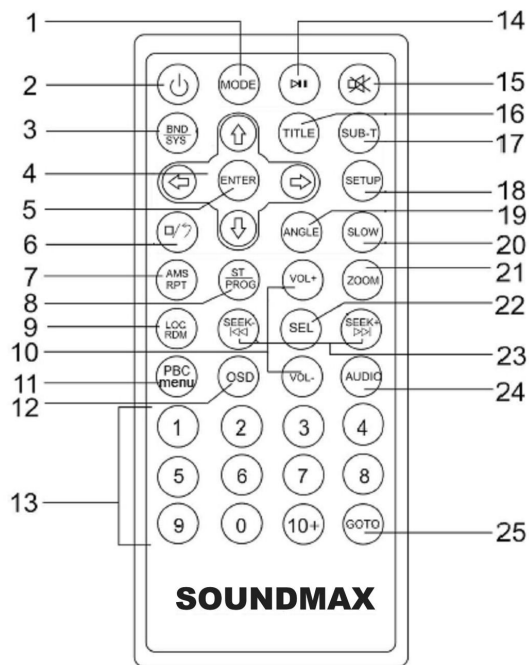 1
14
2
MODE
15
3
BND
SYS
TITLE
SUB-T
16
17
4
ENTER
SETUP
18
5
19
6
ANGLE
SLOW
20
7
AMS
RPT
ST
PROG
VOL+
ZOOM
21
8
22
9
LOC
RDM
SEEK-
SEL
SEEK+
10
23
11
PBC
menu
OSD
VOL-
AUDIO
24
12
1 2 3 4
13
5 6 7 8
9 0 10+ GOTO
25
SOUNDMAX